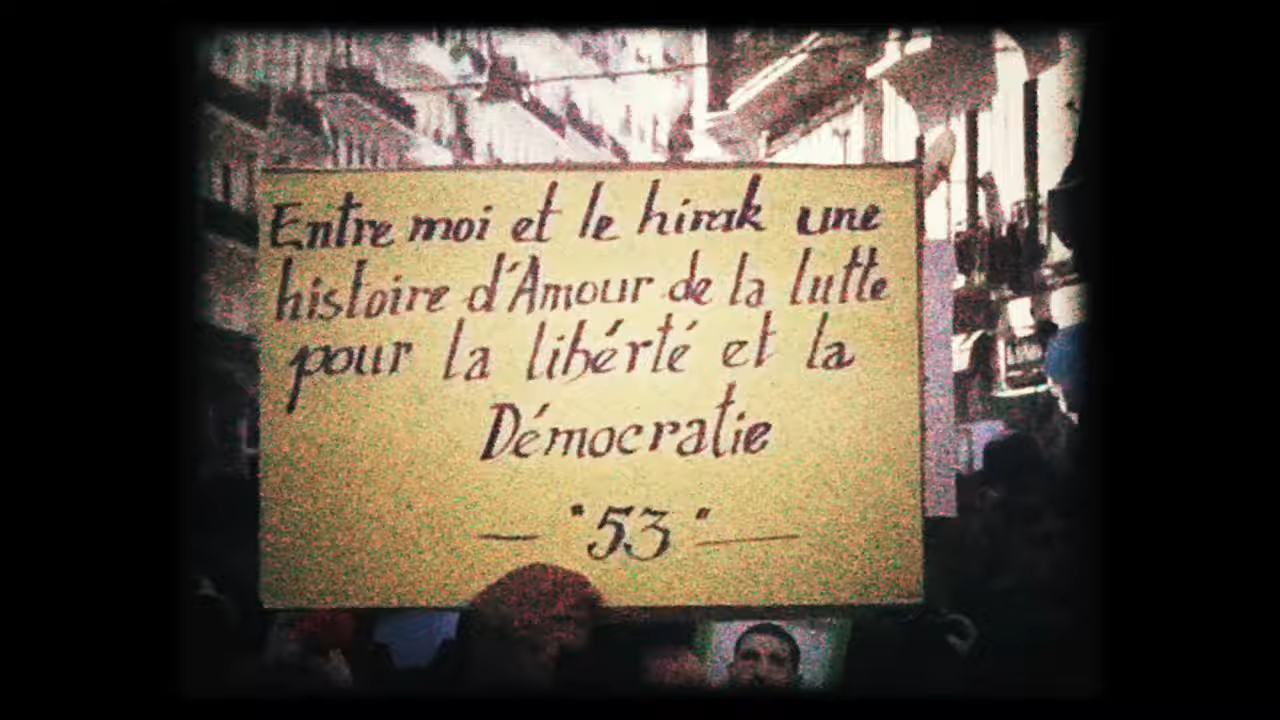 Entre moi et le hirak une
histoire d'Amour de la lutte
pour la libérté et la
Démocratie
— "53" —